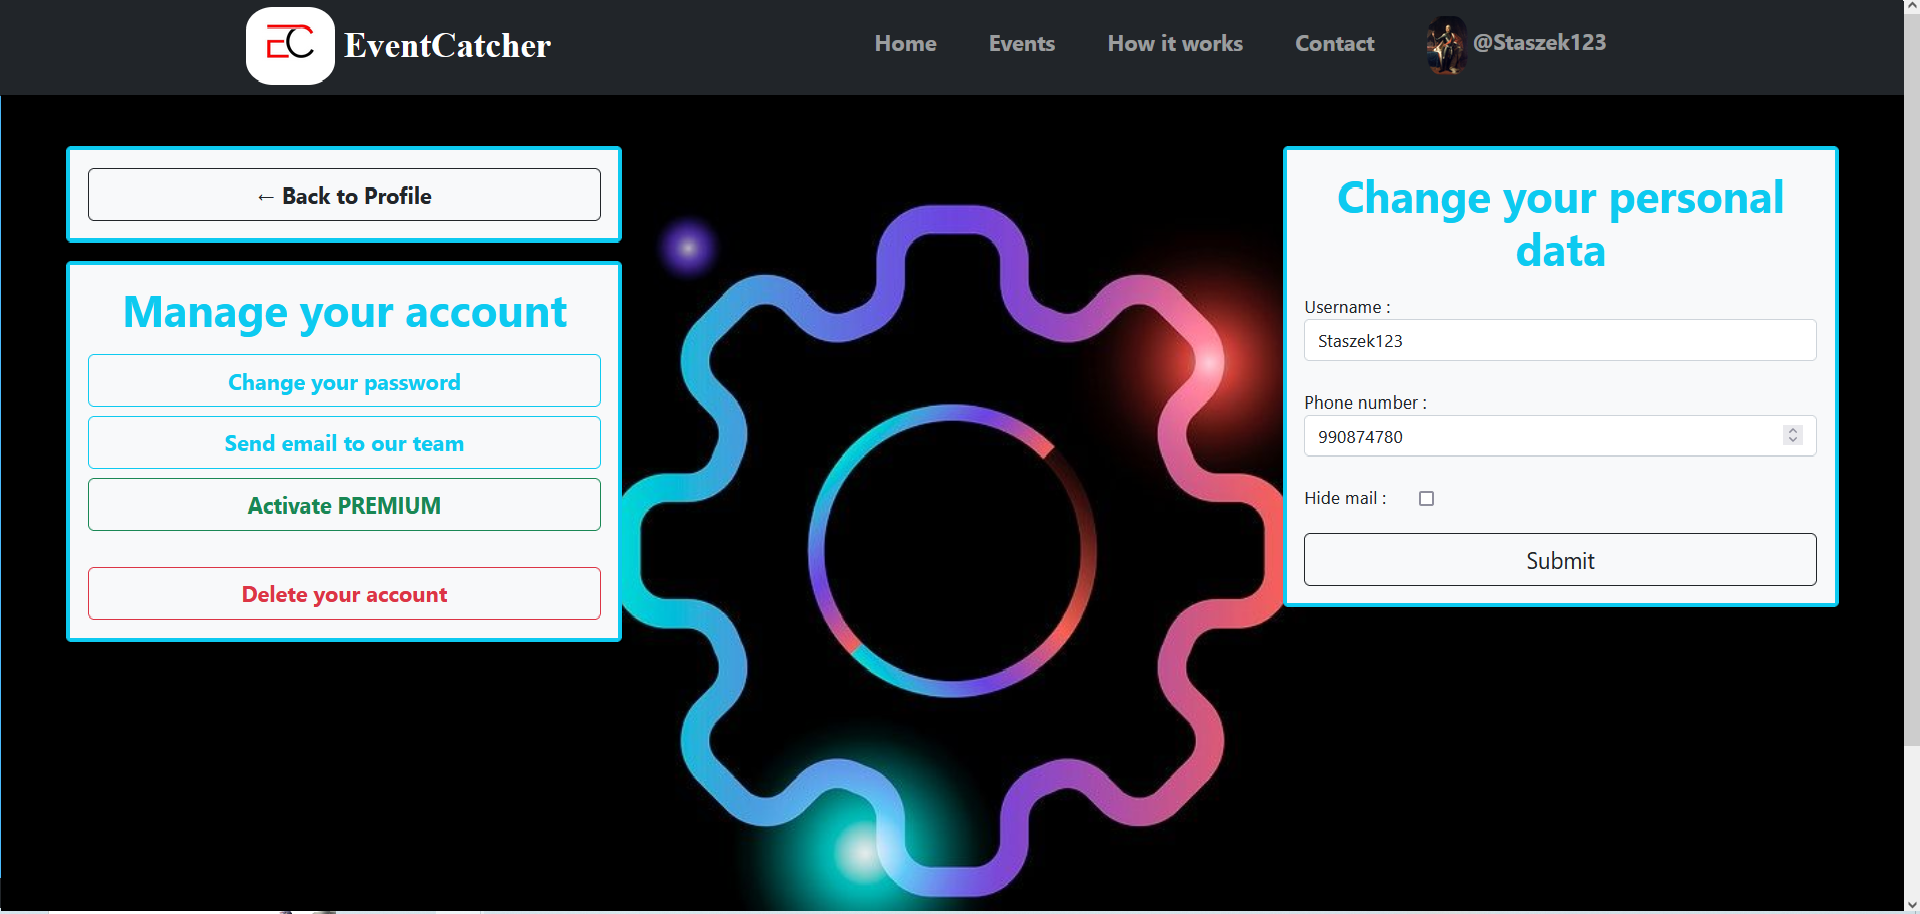 EC EventCatcher
Home Events How it works Contact @Staszek123
← Back to Profile
Manage your account
Change your password
Send email to our team
Activate PREMIUM
Delete your account
Change your personal
data
Username :
Staszek123
Phone number :
990874780
Hide mail :
Submit